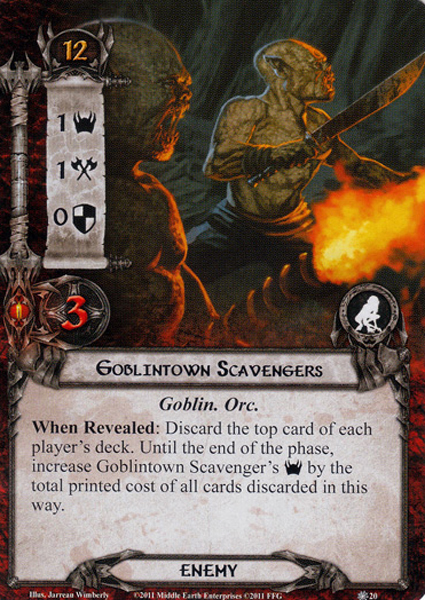 12
1
1
0
3
Goblintown Scavengers
Goblin. Orc.
When Revealed: Discard the top card of each
player's deck. Until the end of the phase,
increase Goblintown Scavenger's by the
total printed cost of all cards discarded in this
way.
ENEMY
Illus. Jarreau Wimberly ©2011 Middle Earth Enterprises ©2011 FFG 20